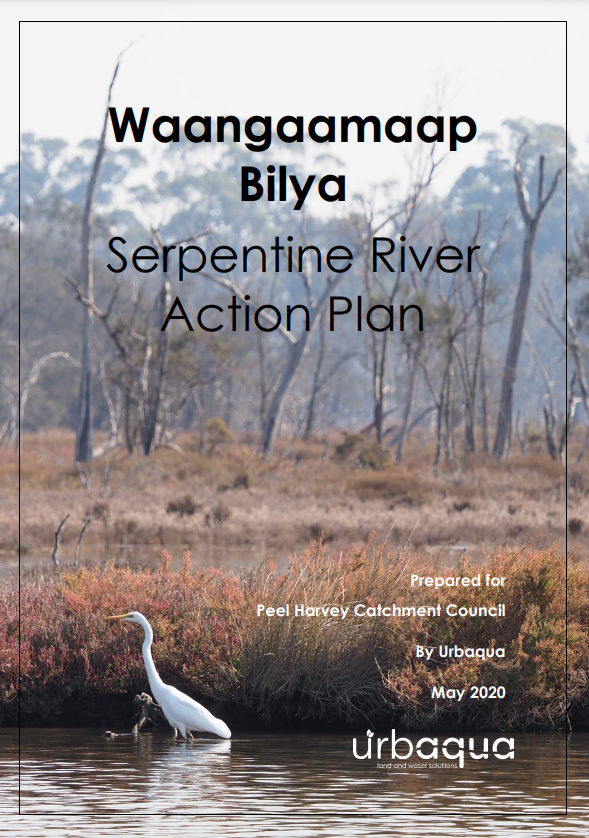 Waangaamaap
Bilya
Serpentine River
Action Plan
Prepared for
Peel Harvey Catchment Council
By Urbaqua
May 2020
urbaqua
land and water solutions